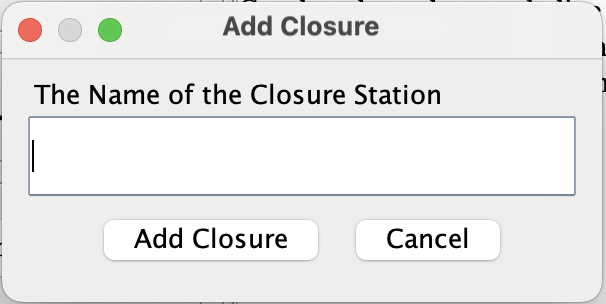 Add Closure
The Name of the Closure Station
Add Closure Cancel